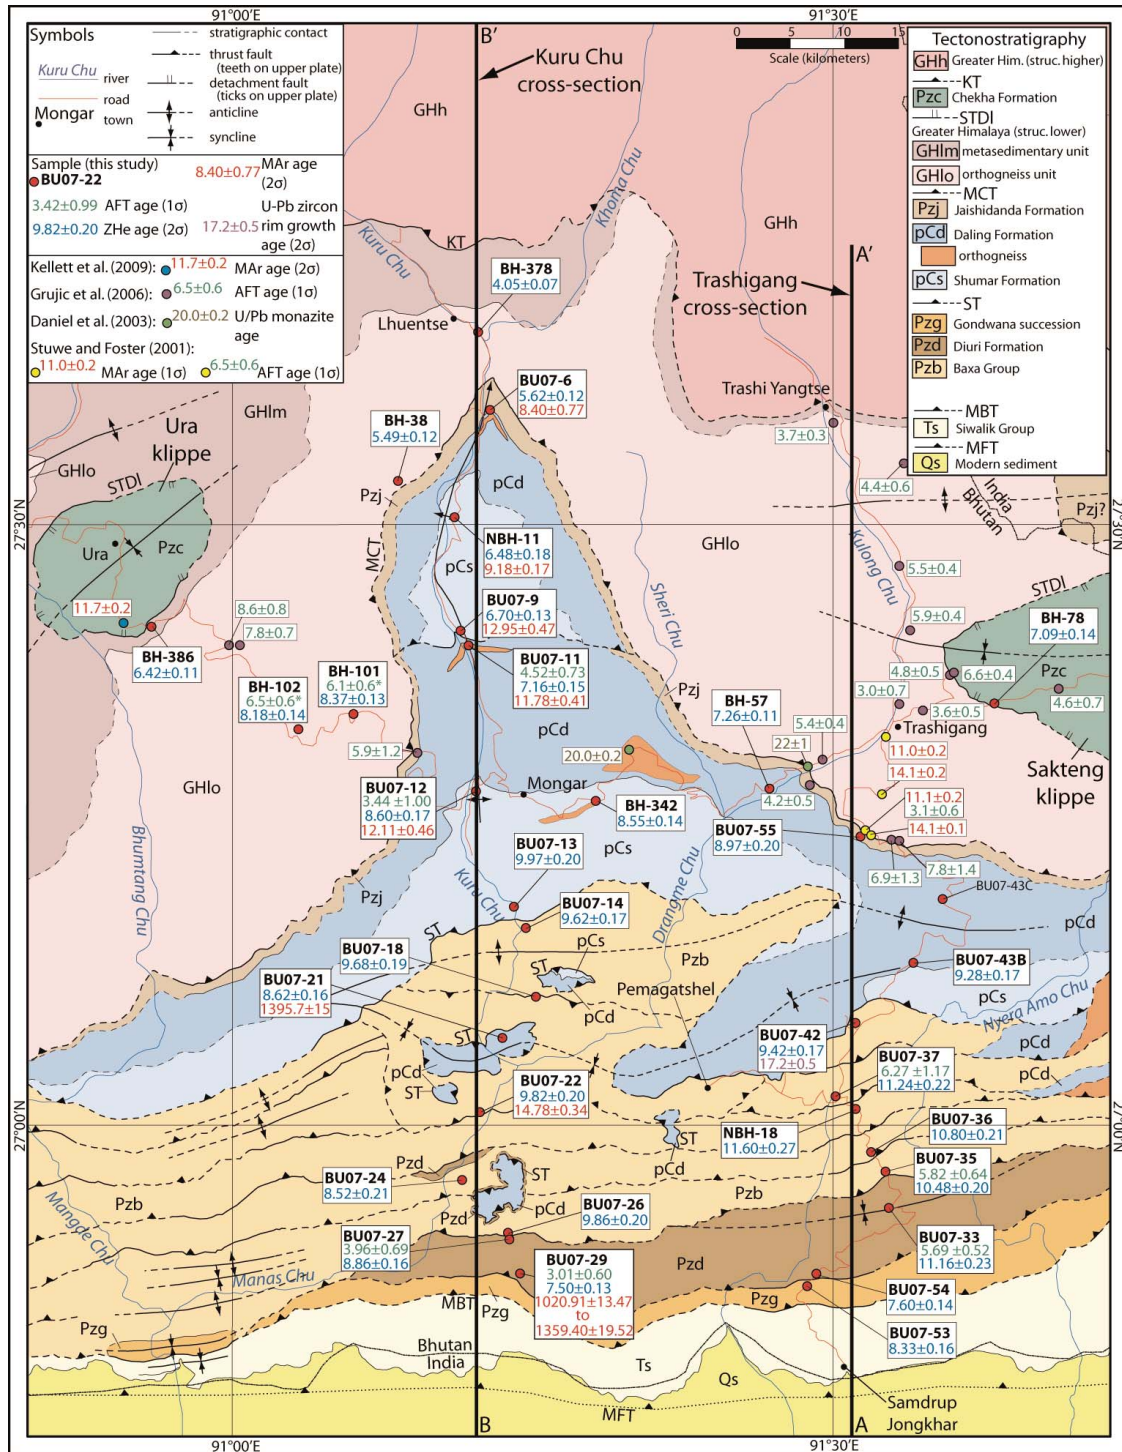 91°00'
91°30'
Symbols
stratigraphic contact
thrust fault
(teeth on upper plate)
detachment fault
(ticks on upper plate)
anticline
syncline
Kuru Chu
river
road
Mongar
town
Sample (this study)
BU07-22
3.42±0.99 AFT age (1σ)
9.82±0.20 ZHe age (2σ)
8.40±0.77 MAr age
(2σ)
U-Pb zircon
17.2±0.5 rim growth
age (2σ)
Kellett et al. (2009): 11.7±0.2 MAr age (2σ)
Grujic et al. (2006): 6.5±0.6 AFT age (1σ)
Daniel et al. (2003): 20.0±0.2 U/Pb monazite
age
Stuwe and Foster (2001):
11.0±0.2 MAr age (1σ) 6.5±0.6 AFT age (1σ)
B'
Kuru Chu
cross-section
0 5 10 15
Scale (kilometers)
Tectonostratigraphy
GHh Greater Him. (struc. higher)
KT
Pzc Chekha Formation
STDI
Greater Himalaya (struc. lower)
GHlm metasedimentary unit
GHlo orthogneiss unit
MCT
Pzj Jaishidanda Formation
pCd Daling Formation
orthogneiss
pCs Shumar Formation
ST
Pzg Gondwana succession
Pzd Diuri Formation
Pzb Baxa Group
MBT
Ts Siwalik Group
MFT
Qs Modern sediment
GHh
Khoma Chu
GHh
KT
Kuru Chu
A'
BH-378
4.05±0.07
Trashigang
cross-section
Lhuentse
BU07-6
5.62±0.12
8.40±0.77
Trashi Yangtse
3.7±0.3
GHlm
Ura
klippe
BH-38
5.49±0.12
GHlo
STDI
Pzj
pCd
4.4±0.6
India
Bhutan
Pzj?
27°30'
27°30'N
NBH-11
6.48±0.18
9.18±0.17
pCs
MCT
GHlo
Kulong Chu
Ura
Pzc
5.5±0.4
STDI
Sheri Chu
BU07-9
6.70±0.13
12.95±0.47
11.7±0.2
8.6±0.8
7.8±0.7
5.9±0.4
BH-78
7.09±0.14
BH-386
6.42±0.11
BU07-11
4.52±0.73
7.16±0.15
11.78±0.41
4.8±0.5
6.6±0.4
Pzc
BH-101
6.1±0.6*
8.37±0.13
BH-102
6.5±0.6*
8.18±0.14
Pzj
3.0±0.7
4.6±0.7
3.6±0.5
BH-57
7.26±0.11
pCd
5.4±0.4
22±1
Trashigang
5.9±1.2
20.0±0.2
11.0±0.2
Sakteng
klippe
14.1±0.2
GHlo
BU07-12
3.44 ±1.00
8.60±0.17
12.11±0.46
Mongar
BH-342
8.55±0.14
4.2±0.5
11.1±0.2
3.1±0.6
14.1±0.1
BU07-55
8.97±0.20
BU07-13
9.97±0.20
pCs
Bhumtang Chu
Pzj
Kuru Chu
Drangme Chu
6.9±1.3
7.8±1.4
BU07-43C
BU07-14
9.62±0.17
ST
pCs
pCd
BU07-18
9.68±0.19
ST
Pzb
BU07-43B
9.28±0.17
BU07-21
8.62±0.16
1395.7±15
pCd
Pemagatshel
pCs
Nyera Amo Chu
ST
BU07-42
9.42±0.17
17.2±0.5
pCd
pCd
ST
BU07-37
6.27 ±1.17
11.24±0.22
pCd
BU07-22
9.82±0.20
14.78±0.34
27°00'N
27°00'N
NBH-18
11.60±0.27
ST
BU07-36
10.80±0.21
pCd
Pzd
BU07-35
5.82 ±0.64
10.48±0.20
BU07-24
8.52±0.21
ST
Pzb
Pzb
pCd
BU07-26
9.86±0.20
Pzd
Mangde Chu
BU07-27
3.96±0.69
8.86±0.16
BU07-33
5.69 ±0.52
11.16±0.23
Pzd
Manas Chu
BU07-29
3.01±0.60
7.50±0.13
1020.91±13.47
to
1359.40±19.52
BU07-54
7.60±0.14
MBT
Pzg
Pzg
Pzg
BU07-53
8.33±0.16
Bhutan
India
Ts
Qs
MFT
Samdrup
Jongkhar
B
A
91°00'
91°30'